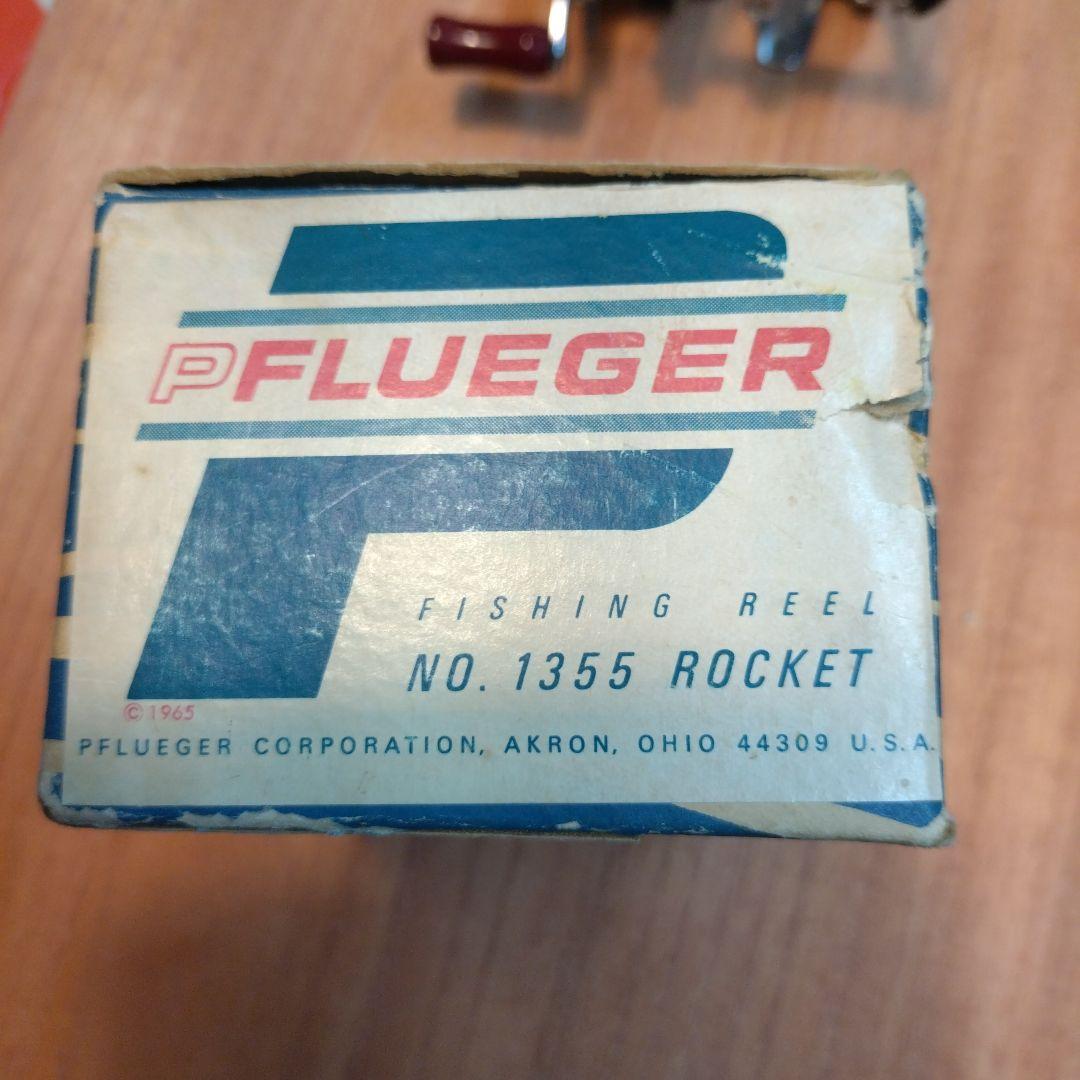 PFLUEGER
FISHING REEL
NO. 1355 ROCKET
©1965
PFLUEGER CORPORATION, AKRON, OHIO 44309 U.S.A.